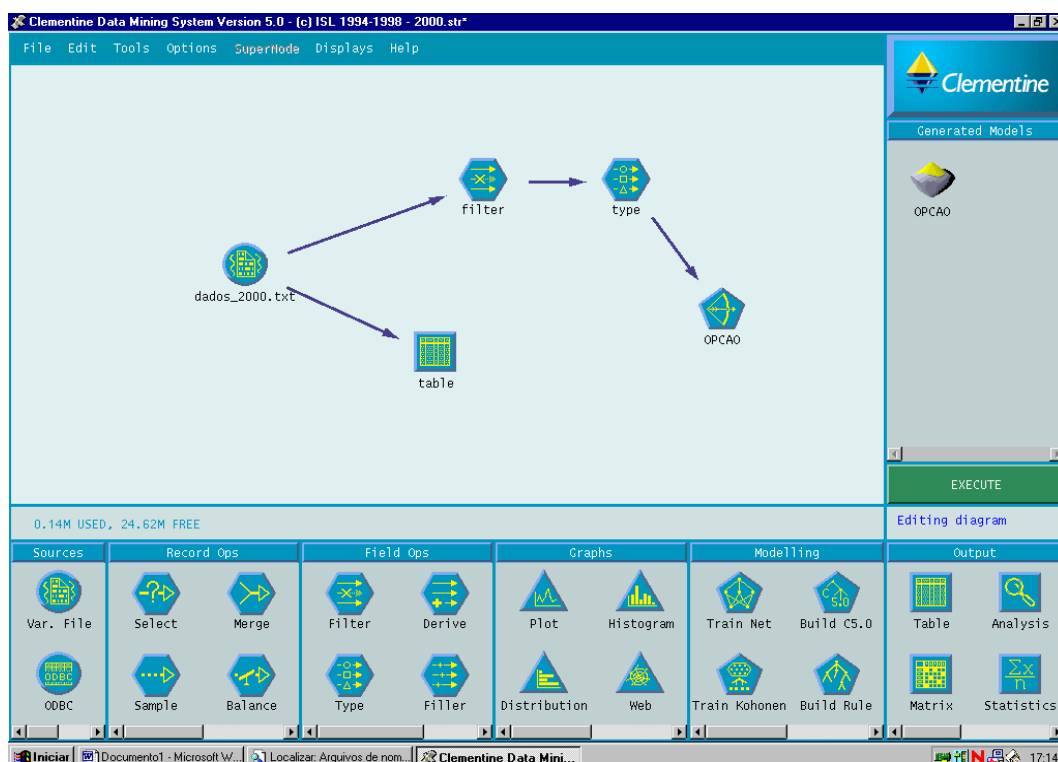 Clementine Data Mining System Version 5.0 - (c) ISL 1994-1998 - 2000.str*
File Edit Tools Options SuperNode Displays Help
Clementine
Generated Models
OPCAO
filter
type
dados_2000.txt
OPCAO
table
EXECUTE
0.14M USED, 24.62M FREE
Editing diagram
Sources Record Ops Field Ops Graphs Modelling Output
Var. File Select Merge Filter Derive Plot Histogram Train Net C 5.0 Build C5.0 Table Analysis
ODBC
Σx
n
ODBC Sample Balance Type Filler Distribution Web Train Kohonen Build Rule Matrix Statistics
Iniciar Documento1 - Microsoft W... Localizar: Arquivos de nom... Clementine Data Mini... N 17:14